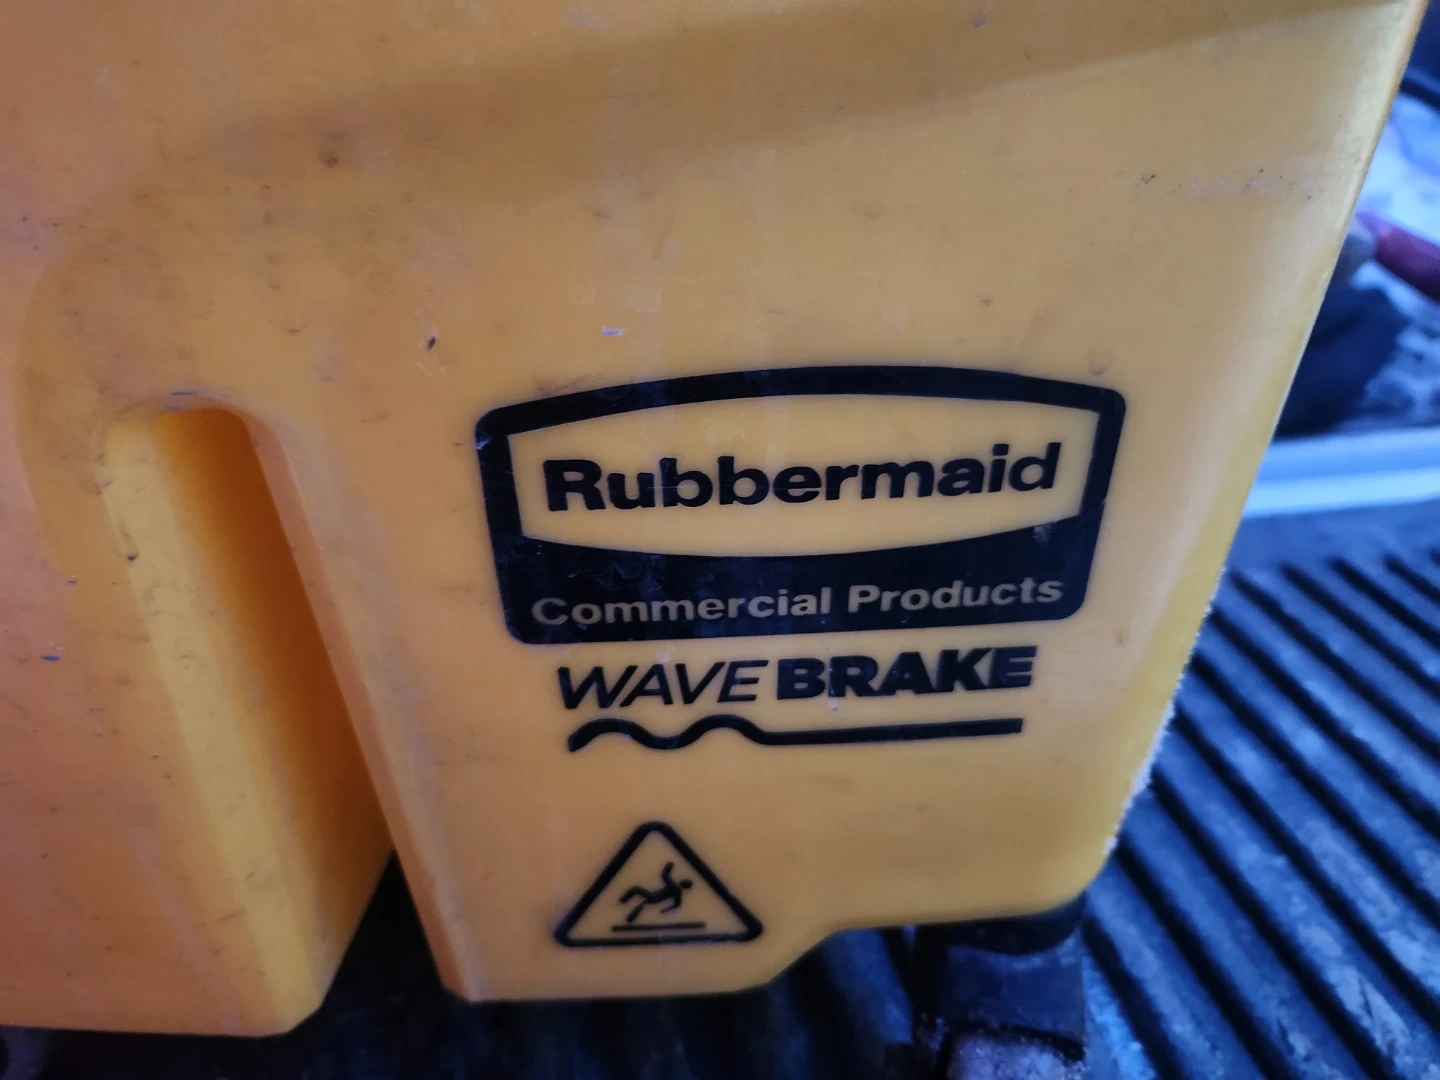 Rubbermaid
Commercial Products
WAVE BRAKE